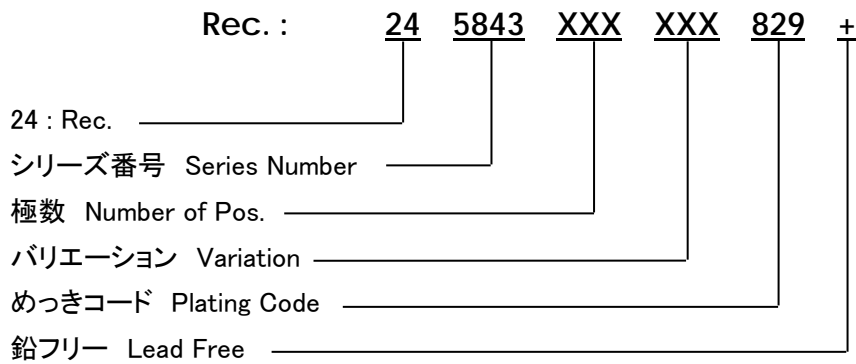 Rec. : 24 5843 XXX XXX 829 +
24 : Rec.
シリーズ番号 Series Number
極数 Number of Pos.
バリエーション Variation
めっきコード Plating Code
鉛フリー Lead Free